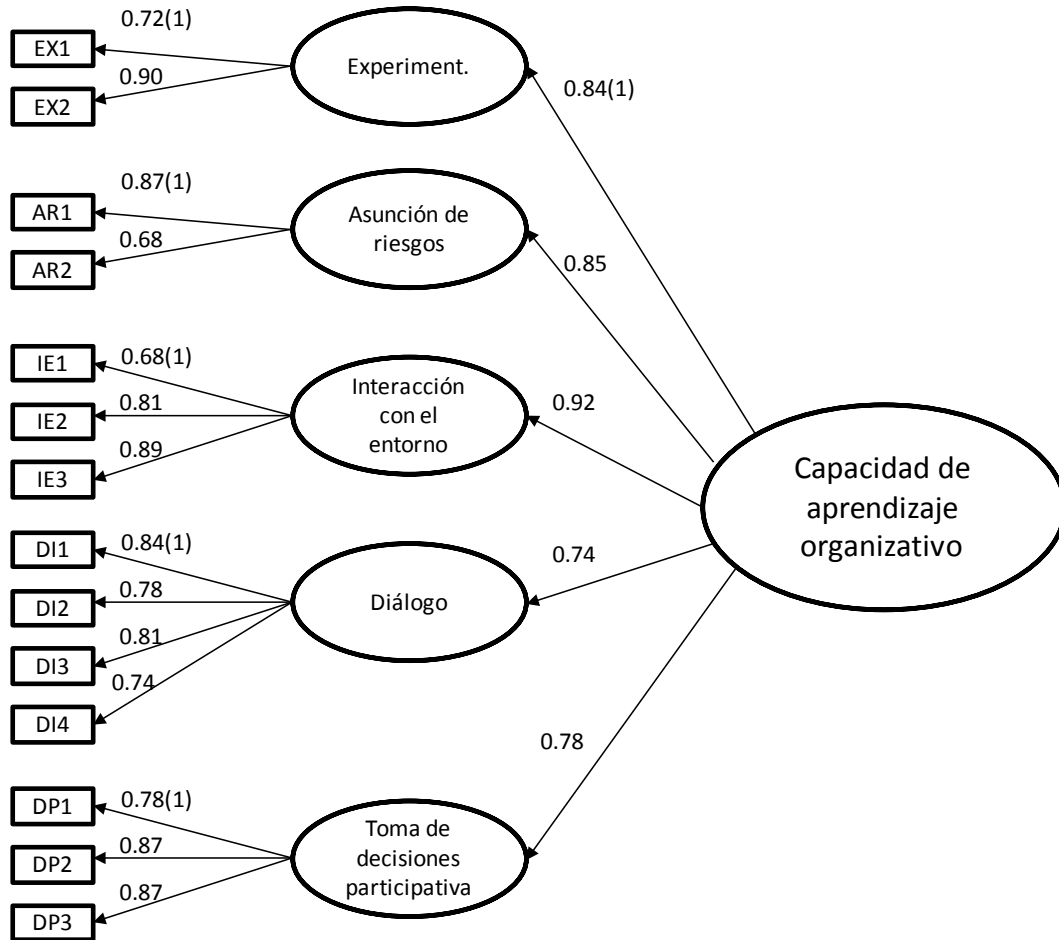 0.72(1)
EX1
0.90
EX2
Experiment.
0.84(1)
0.87(1)
AR1
0.68
AR2
Asunción de
riesgos
0.85
IE1
0.68(1)
IE2
0.81
IE3
0.89
Interacción
con el
entorno
0.92
Capacidad de
aprendizaje
organizativo
DI1
0.84(1)
DI2
0.78
DI3
0.81
DI4
0.74
Diálogo
0.74
0.78
DP1
0.78(1)
DP2
0.87
DP3
0.87
Toma de
decisiones
participativa